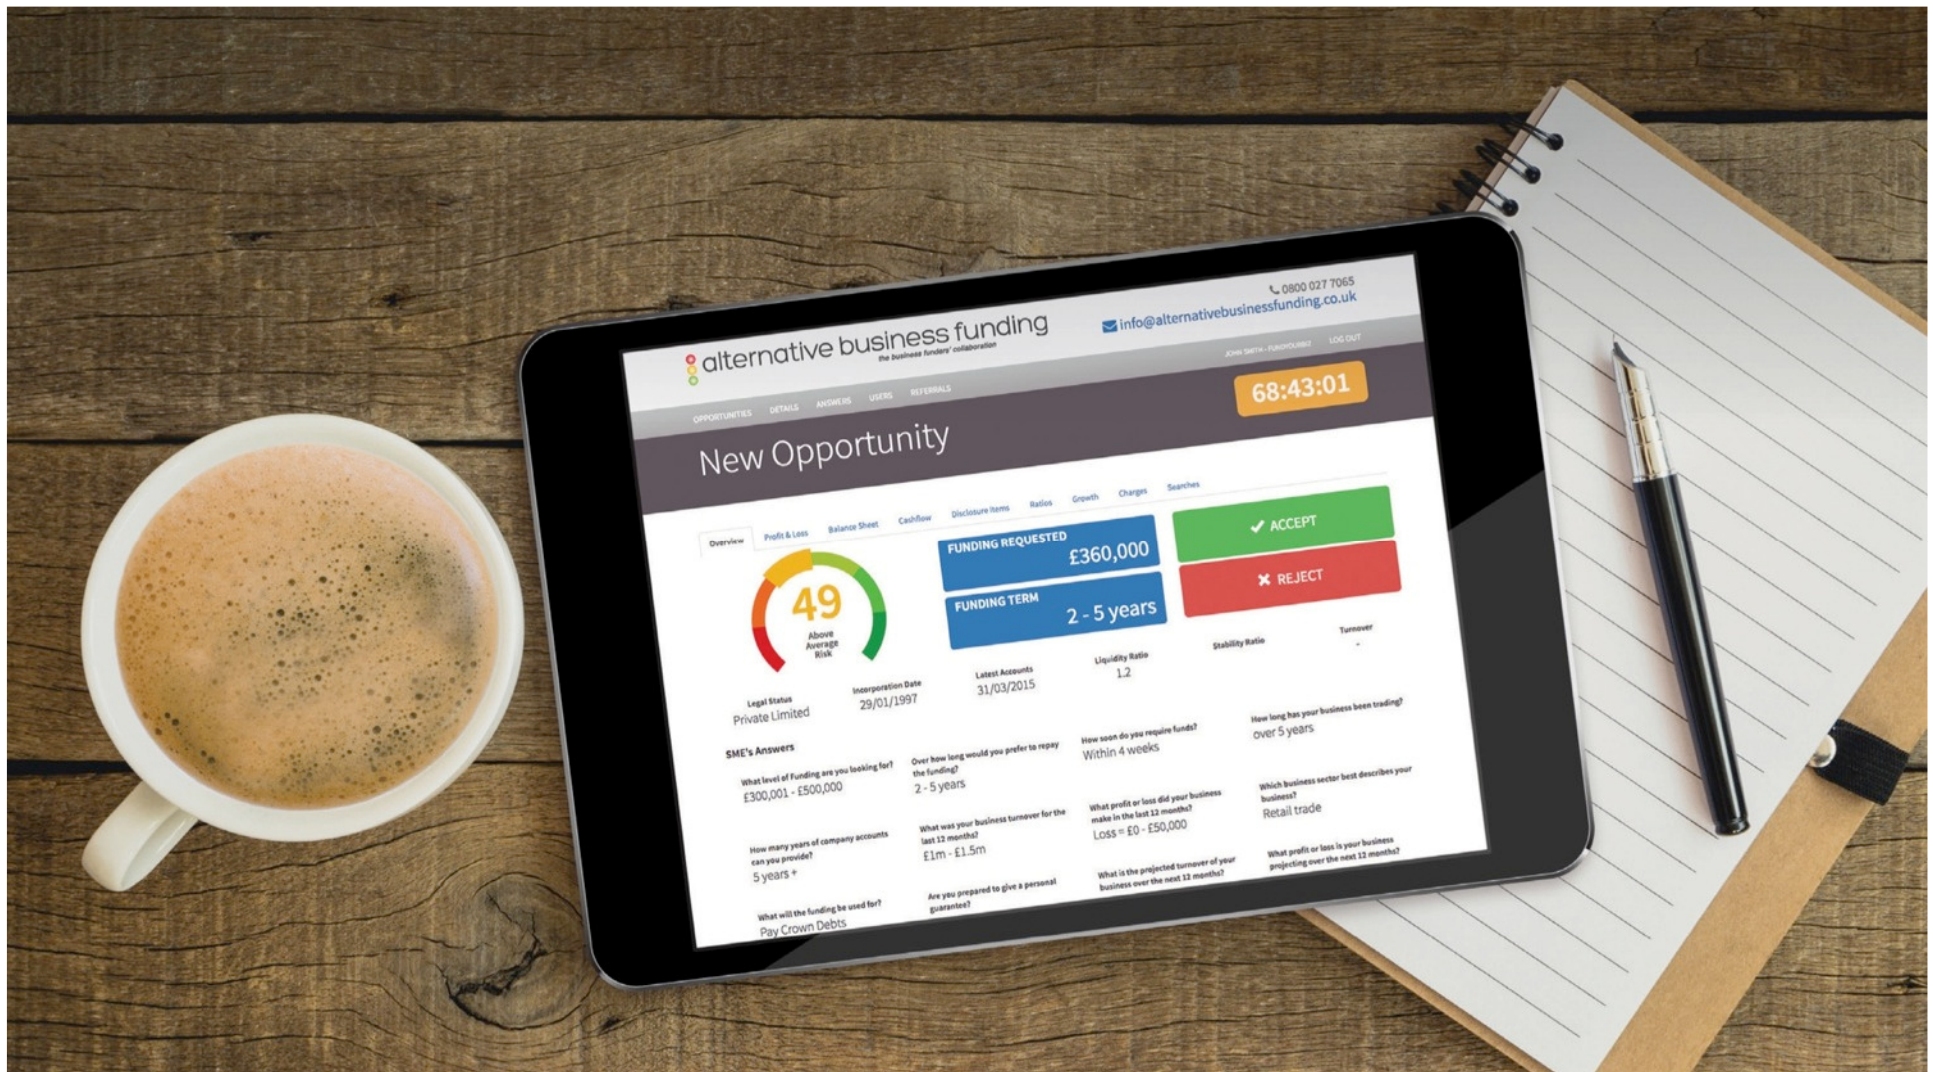 alternative business funding
the business funders' collaboration
0800 027 7065
info@alternativebusinessfunding.co.uk
OPPORTUNITIES DETAILS ANSWERS USERS REFERRALS
JOHN SMITH - FUNDYOURBIZ LOG OUT
New Opportunity
68:43:01
Overview Profit & Loss Balance Sheet Cashflow Disclosure Items Ratios Growth Charges Searches
49
Above
Average
Risk
FUNDING REQUESTED
£360,000
FUNDING TERM
2 - 5 years
ACCEPT
REJECT
Legal Status
Private Limited
Incorporation Date
29/01/1997
Latest Accounts
31/03/2015
Liquidity Ratio
1.2
Stability Ratio
Turnover
-
SME's Answers
What level of Funding are you looking for?
£300,001 - £500,000
Over how long would you prefer to repay
the funding?
2 - 5 years
How soon do you require funds?
Within 4 weeks
How long has your business been trading?
over 5 years
How many years of company accounts
can you provide?
5 years +
What was your business turnover for the
last 12 months?
£1m - £1.5m
What profit or loss did your business
make in the last 12 months?
Loss = £0 - £50,000
Which business sector best describes your
business?
Retail trade
What will the funding be used for?
Pay Crown Debts
Are you prepared to give a personal
guarantee?
What is the projected turnover of your
business over the next 12 months?
What profit or loss is your business
projecting over the next 12 months?